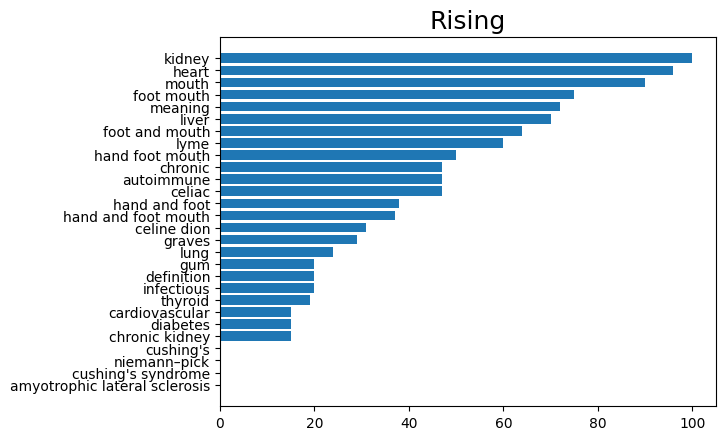 Rising
kidney
heart
mouth
foot mouth
meaning
liver
foot and mouth
lyme
hand foot mouth
chronic
autoimmune
celiac
hand and foot
hand and foot mouth
celine dion
graves
lung
gum
definition
infectious
thyroid
cardiovascular
diabetes
chronic kidney
cushing's
niemann–pick
cushing's syndrome
amyotrophic lateral sclerosis
0 20 40 60 80 100